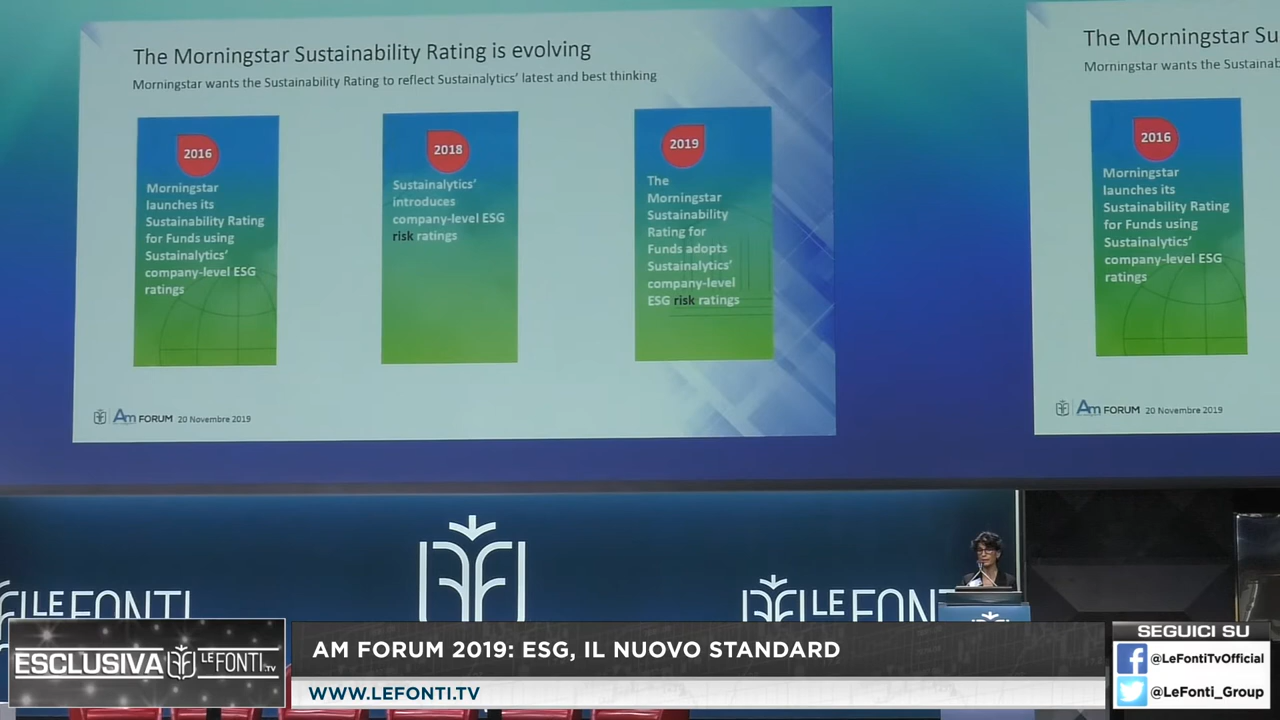 The Morningstar Sustainability Rating is evolving
Morningstar wants the Sustainability Rating to reflect Sustainalytics' latest and best thinking
2016
Morningstar
launches its
Sustainability Rating
for Funds using
Sustainalytics'
company-level ESG
ratings
2018
Sustainalytics'
introduces
company-level ESG
risk ratings
2019
The
Morningstar
Sustainability
Rating for
Funds adopts
Sustainalytics'
company-level
ESG risk ratings
Am FORUM 20 Novembre 2019
The Morningstar Su
Morningstar wants the Sustainab
2016
Morningstar
launches its
Sustainability Rating
for Funds using
Sustainalytics'
company-level ESG
ratings
Am FORUM 20 Novembre 2019
LE FONTI
LE FONT
ESCLUSIVA LE FONTI.TV
AM FORUM 2019: ESG, IL NUOVO STANDARD
WWW.LEFONTI.TV
SEGUICI SU
@LeFontiTvOfficial
@LeFonti_Group